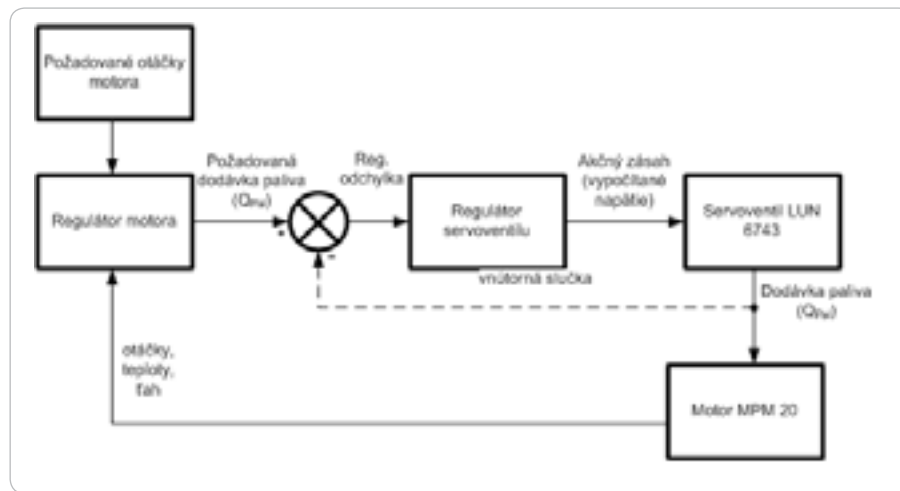 Požadované otáčky
motora
Požadovaná
dodávka paliva
(Q
Reg.
odchylka
Akčný zásah
(vypočítané
napätie)
Regulátor motora
+
-
Regulátor
servoventilu
Servoventil LUN
6743
vnútorná slučka
Dodávka paliva
otáčky,
teploty,
ťah
Motor MPM 20